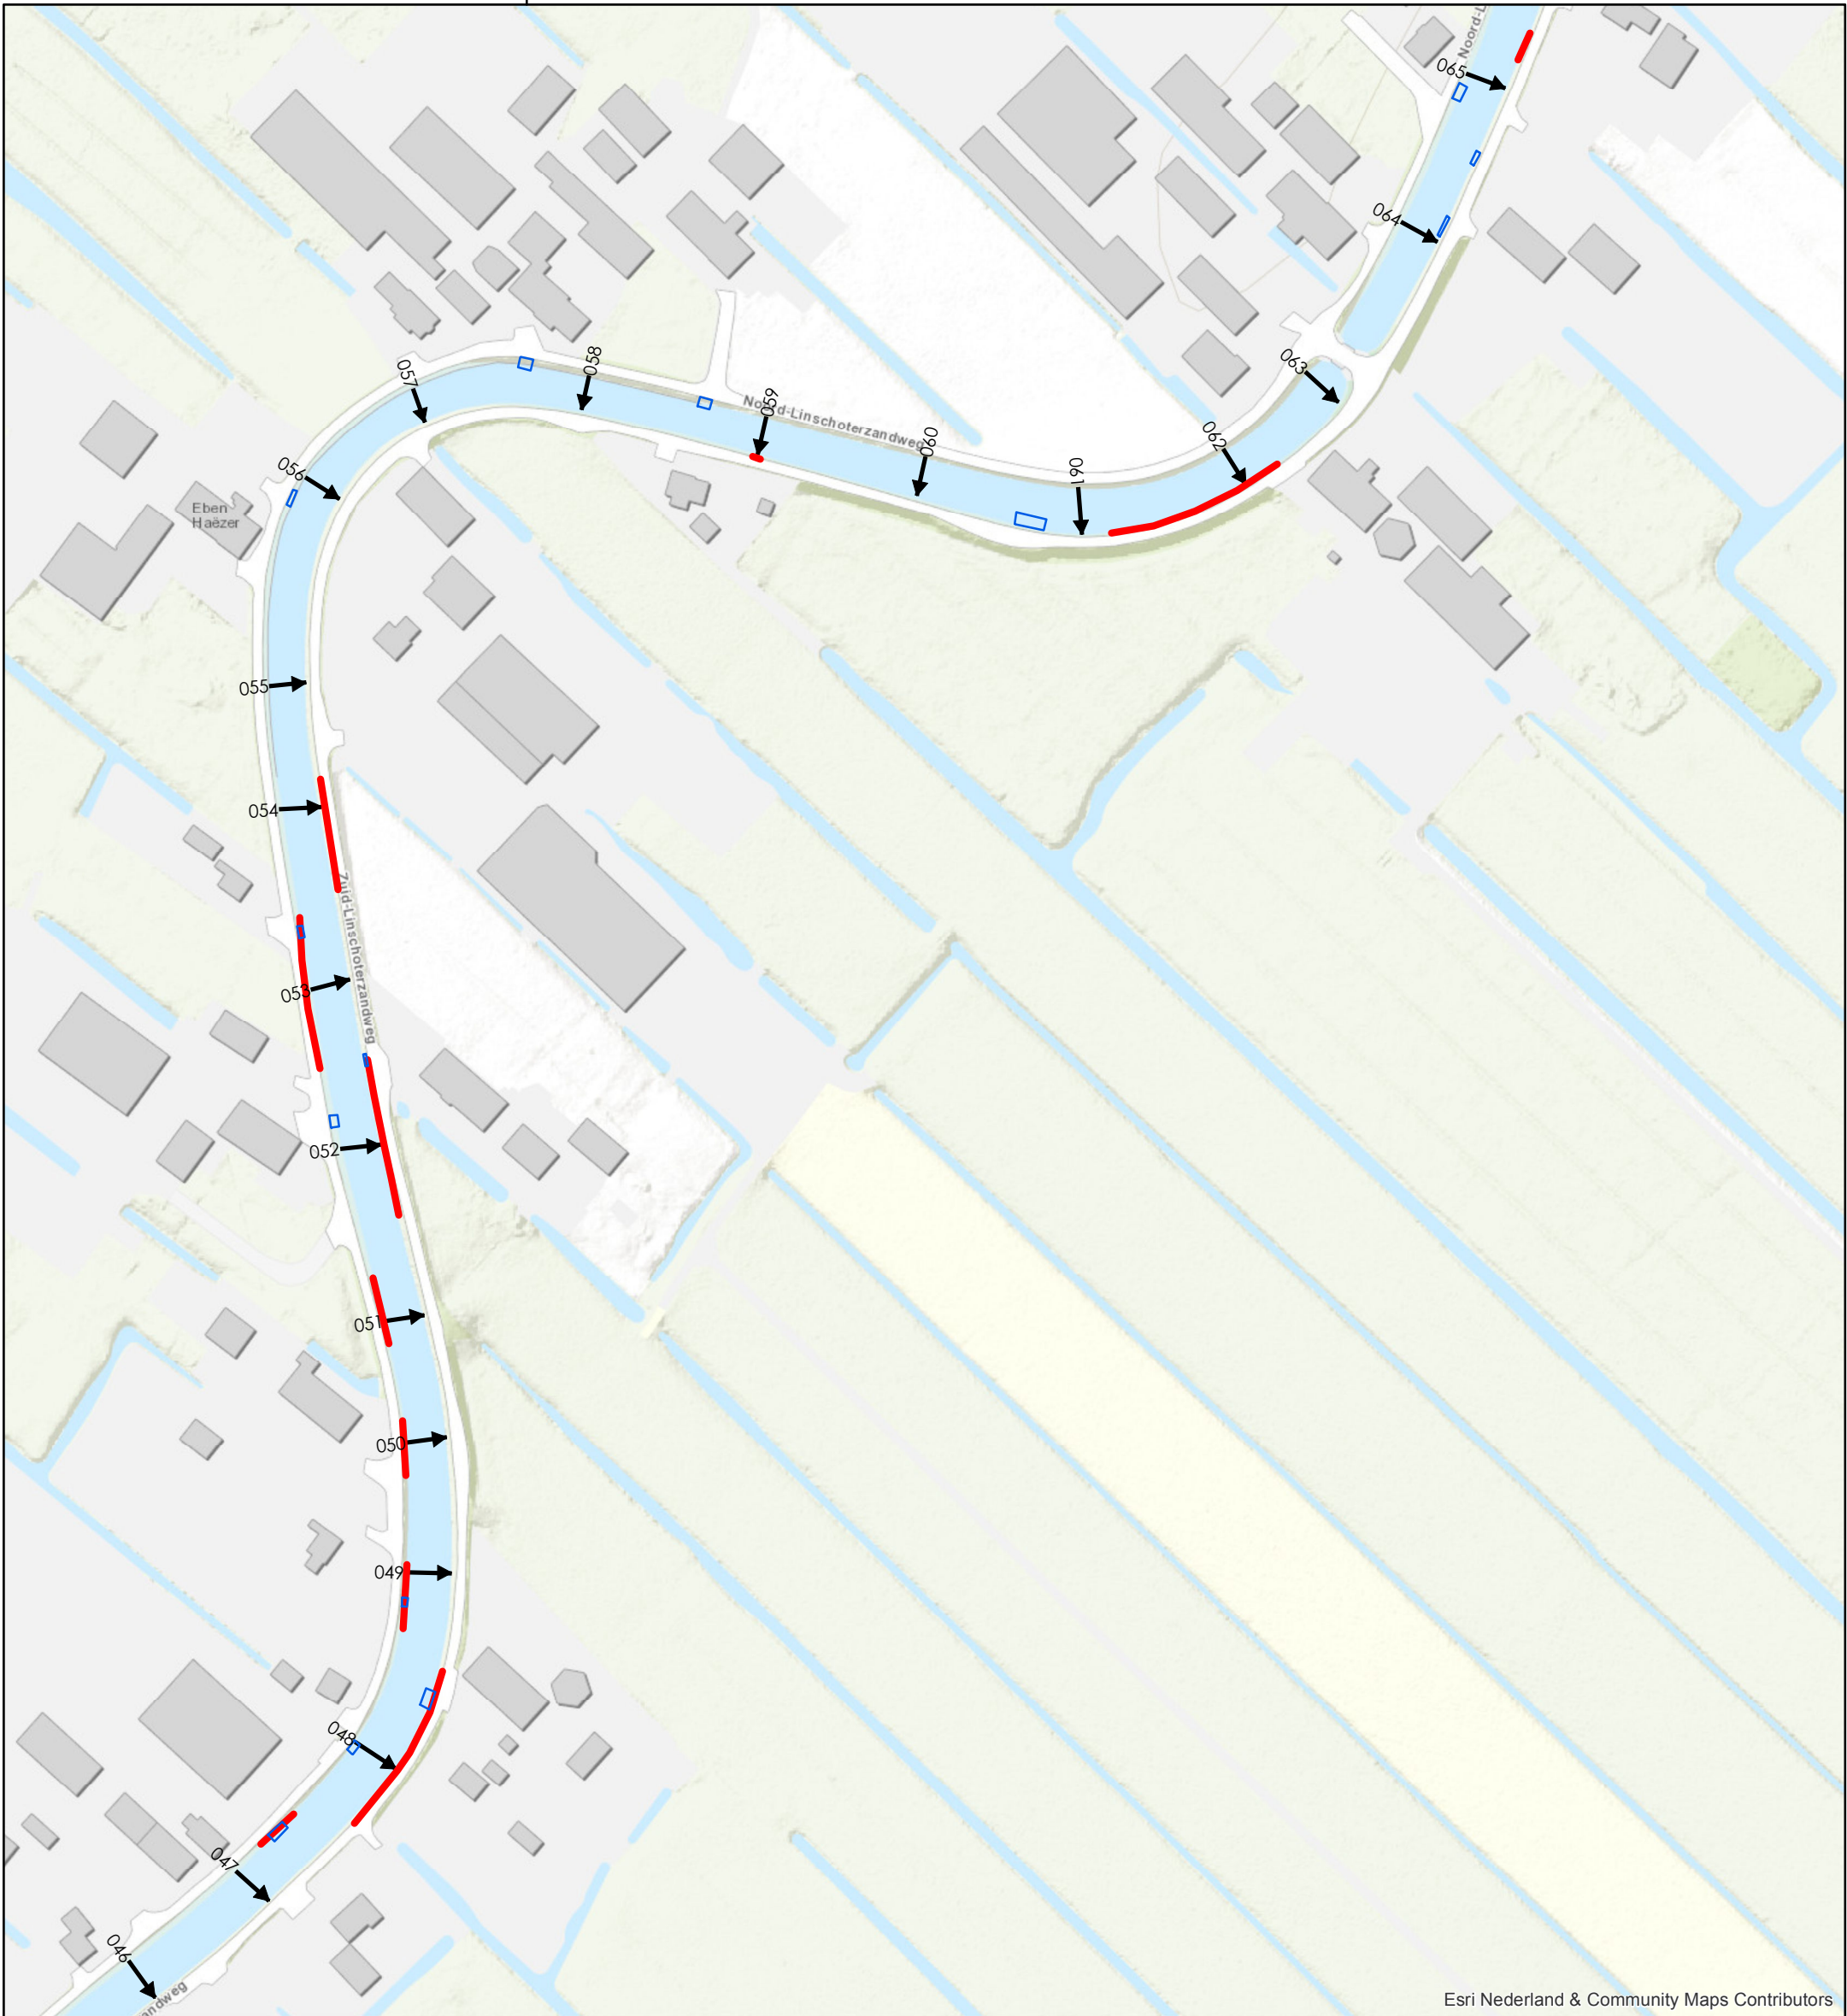 Noord-L
065
064
063
062
061
060
059
Noord-Linschoterzandweg
058
057
056
Eben
Haëzer
055
054
Zuid-Linschoterzandweg
053
052
051
050
049
048
047
046
andweg
Esri Nederland & Community Maps Contributors